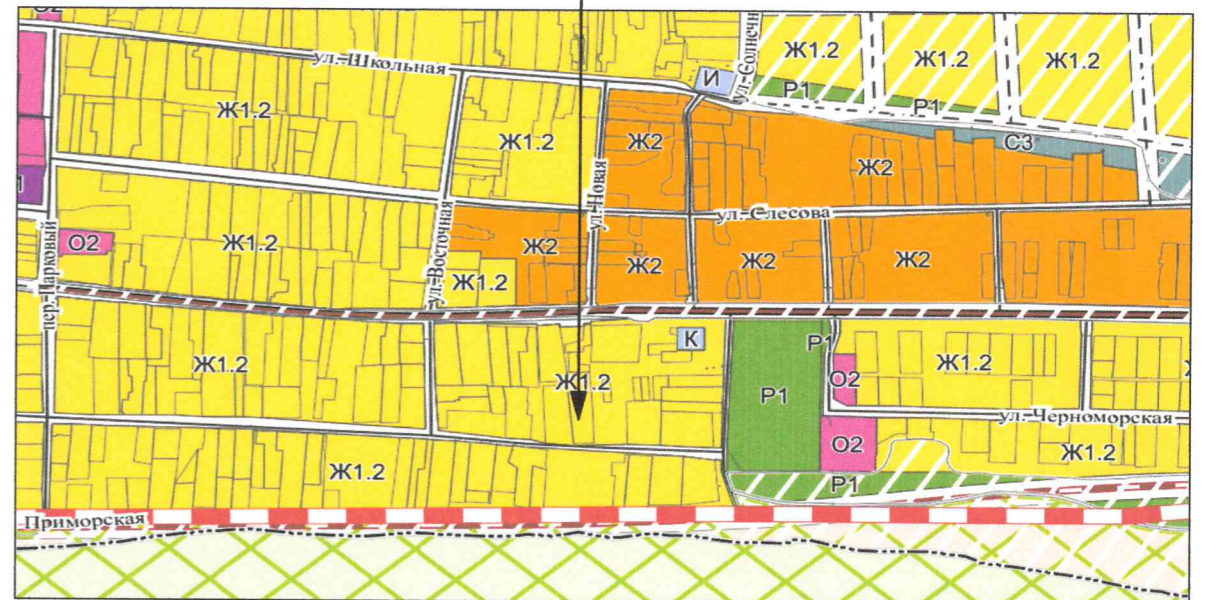 О2
ул. Школьная
ул. Солнечн
И
Ж1.2
Ж1.2
Ж1.2
Р1
Р1
С3
Ж1.2
Ж1.2
Ж2
Ж2
ул. Новая
ул. Слесова
О2
Ж1.2
ул. Восточная
Ж2
Ж2
Ж2
Ж2
Ж1.2
пер. Парковый
К
Р1
Ж1.2
Ж1.2
Ж1.2
О2
Р1
ул. Черноморская
О2
Ж1.2
Ж1.2
Р1
Приморская